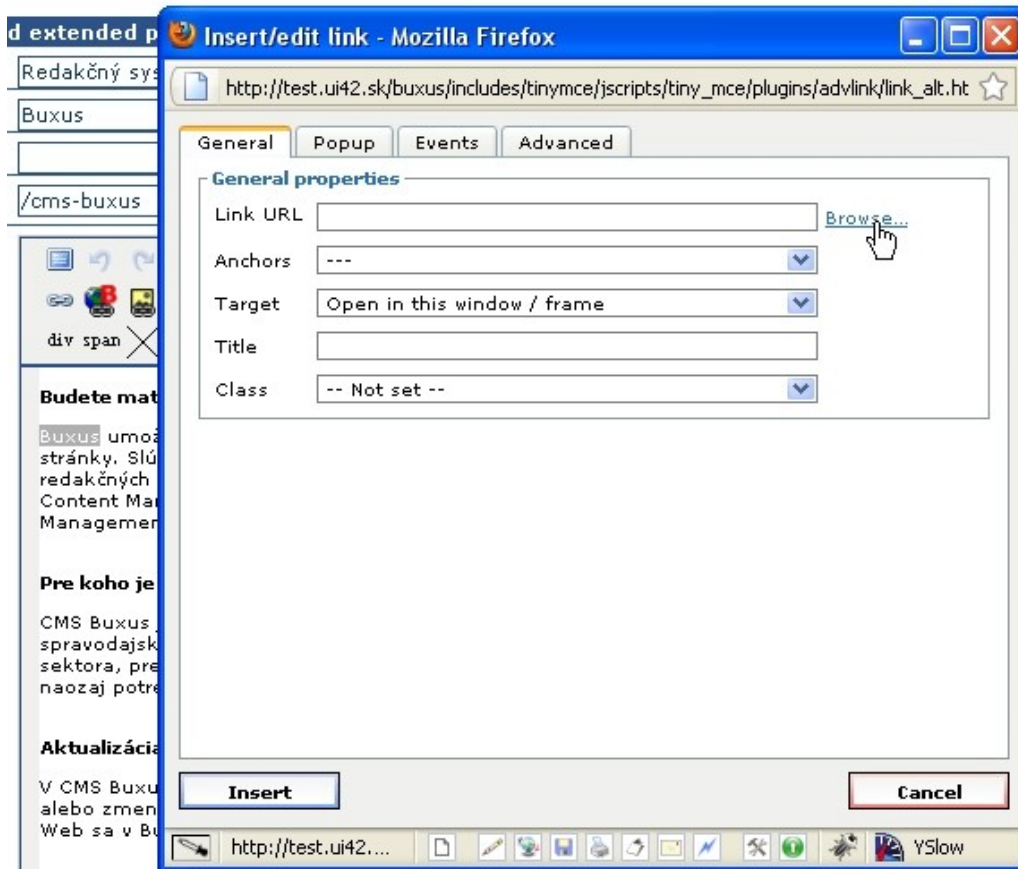 d extended p
Redakčný sys
Buxus
/cms-buxus
div span
Budete mat
Buxus umož
stránky. Slú
redakčných
Content Mar
Managemer
Pre koho je
CMS Buxus j
spravodajsk
sektora, pre
naozaj potre
Aktualizácia
V CMS Buxu
alebo zmen
Web sa v Bu
Insert/edit link - Mozilla Firefox
http://test.ui42.sk/buxus/includes/tinymce/jscripts/tiny_mce/plugins/advlink/link_alt.ht
General Popup Events Advanced
General properties
Link URL Browse...
Anchors ---
Target Open in this window / frame
Title
Class -- Not set --
Insert Cancel
http://test.ui42.... YSlow